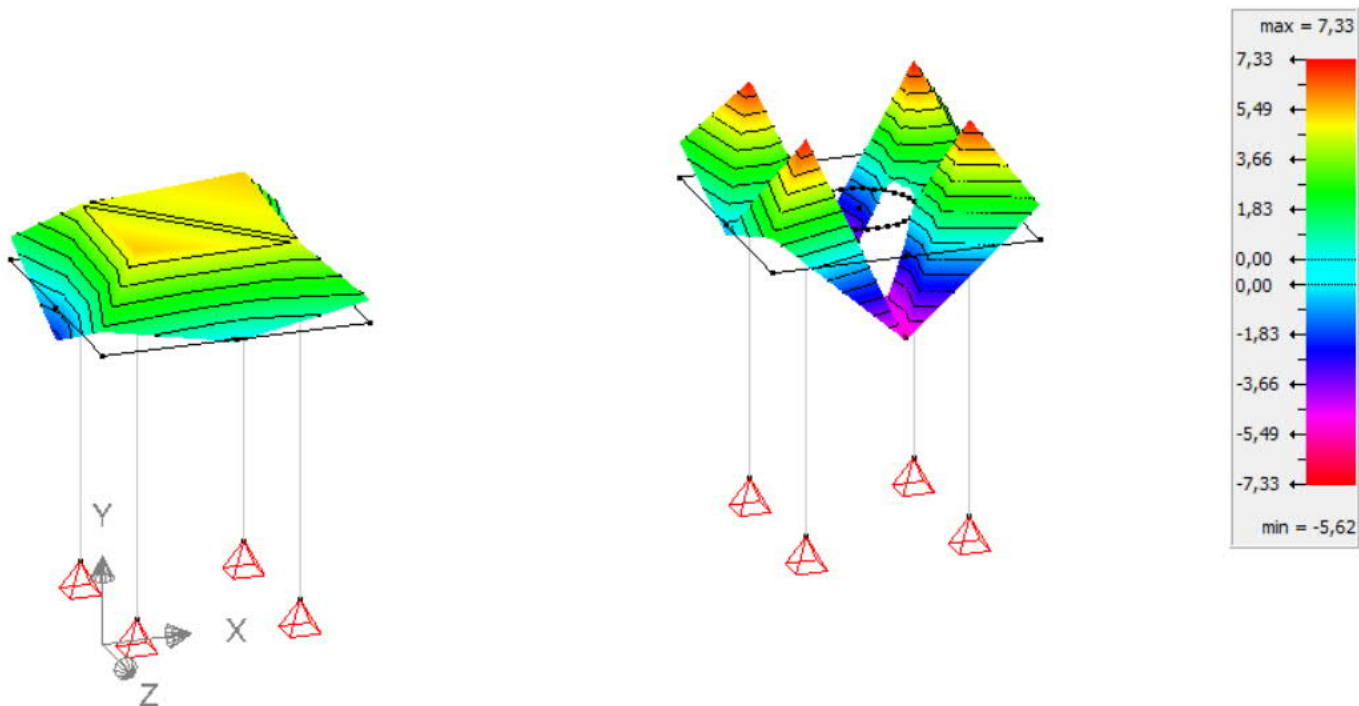 max = 7,33
7,33
5,49
3,66
1,83
0,00
0,00
-1,83
-3,66
-5,49
-7,33
min = -5,62
Y
X
Z